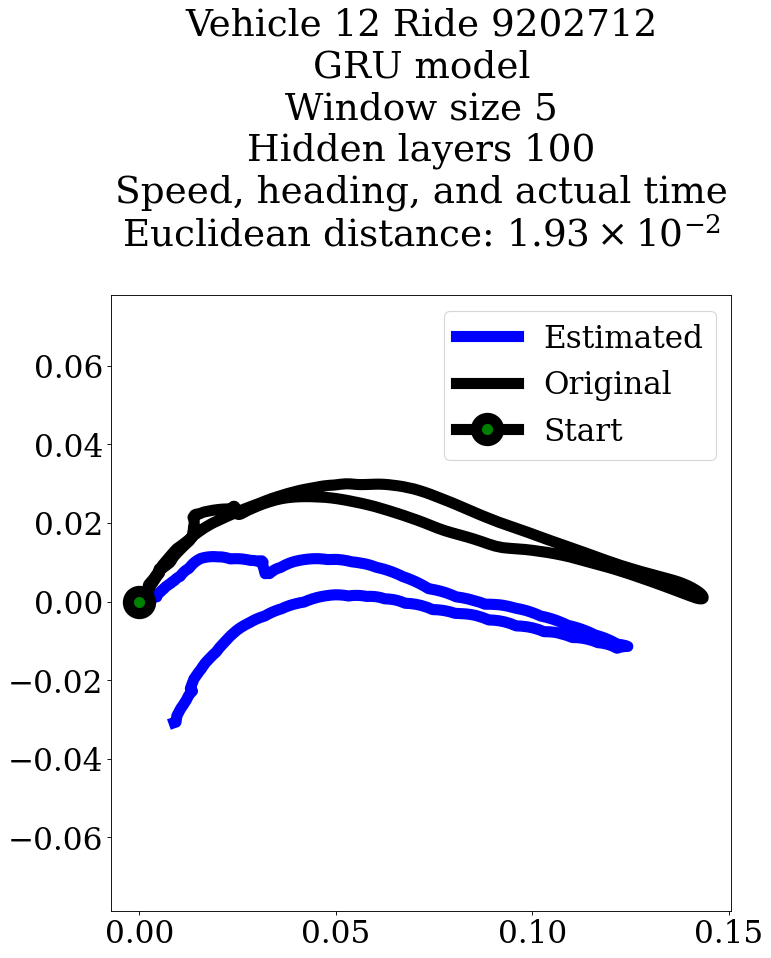 Vehicle 12 Ride 9202712
GRU model
Window size 5
Hidden layers 100
Speed, heading, and actual time
Euclidean distance: 1.93 × 10⁻²
Estimated
Original
Start
0.06
0.04
0.02
0.00
−0.02
−0.04
−0.06
0.00 0.05 0.10 0.15